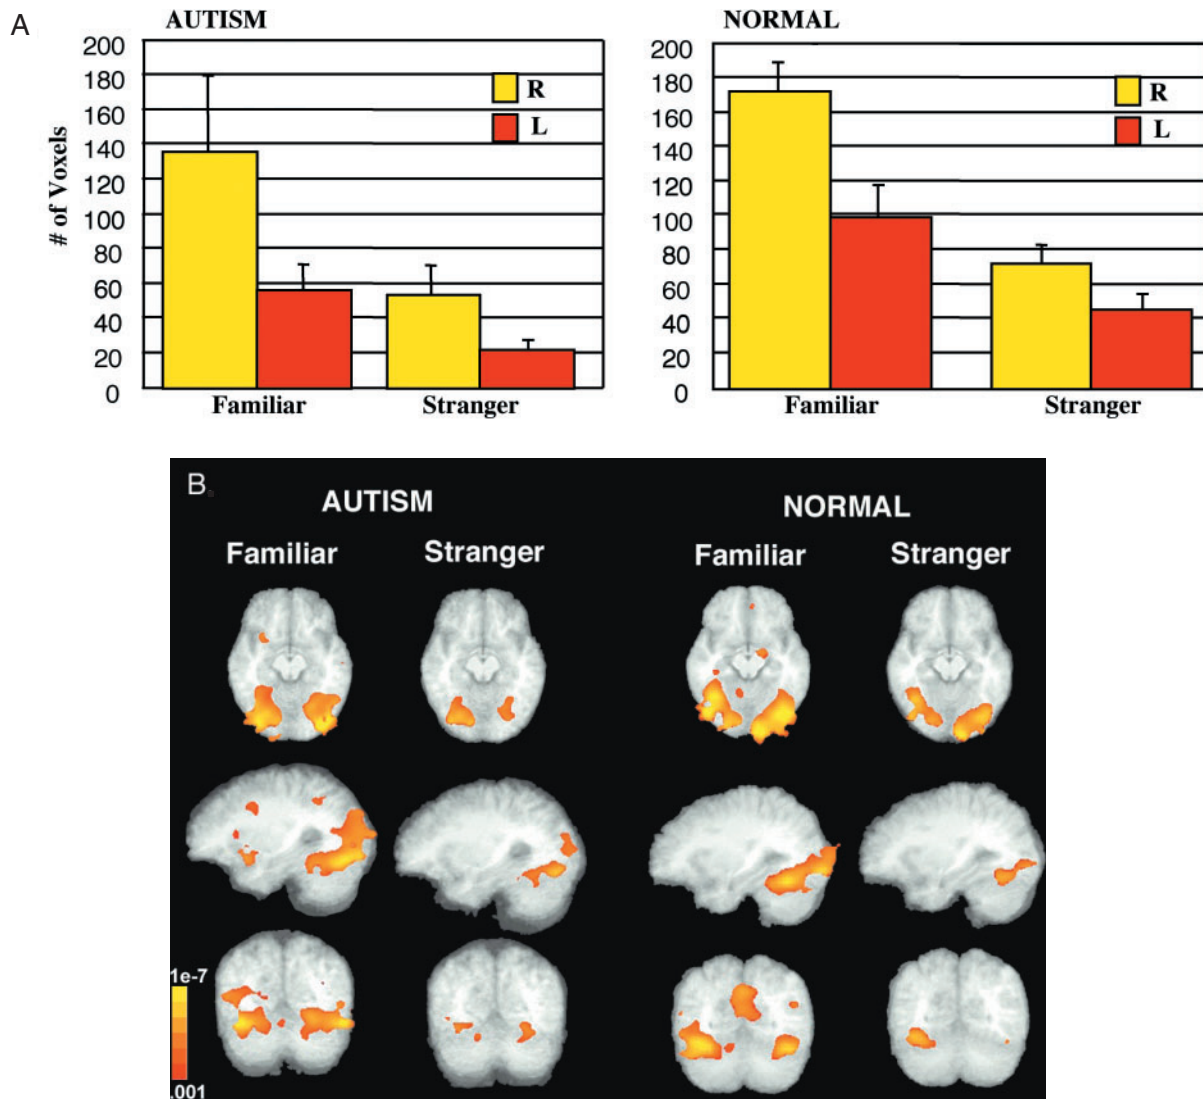 A
AUTISM
NORMAL
# of Voxels
200
180
160
140
120
100
80
60
40
20
0
R
L
Familiar
Stranger
200
180
160
140
120
100
80
60
40
20
0
R
L
Familiar
Stranger
B.
AUTISM
NORMAL
Familiar
Stranger
Familiar
Stranger
1e-7
.001